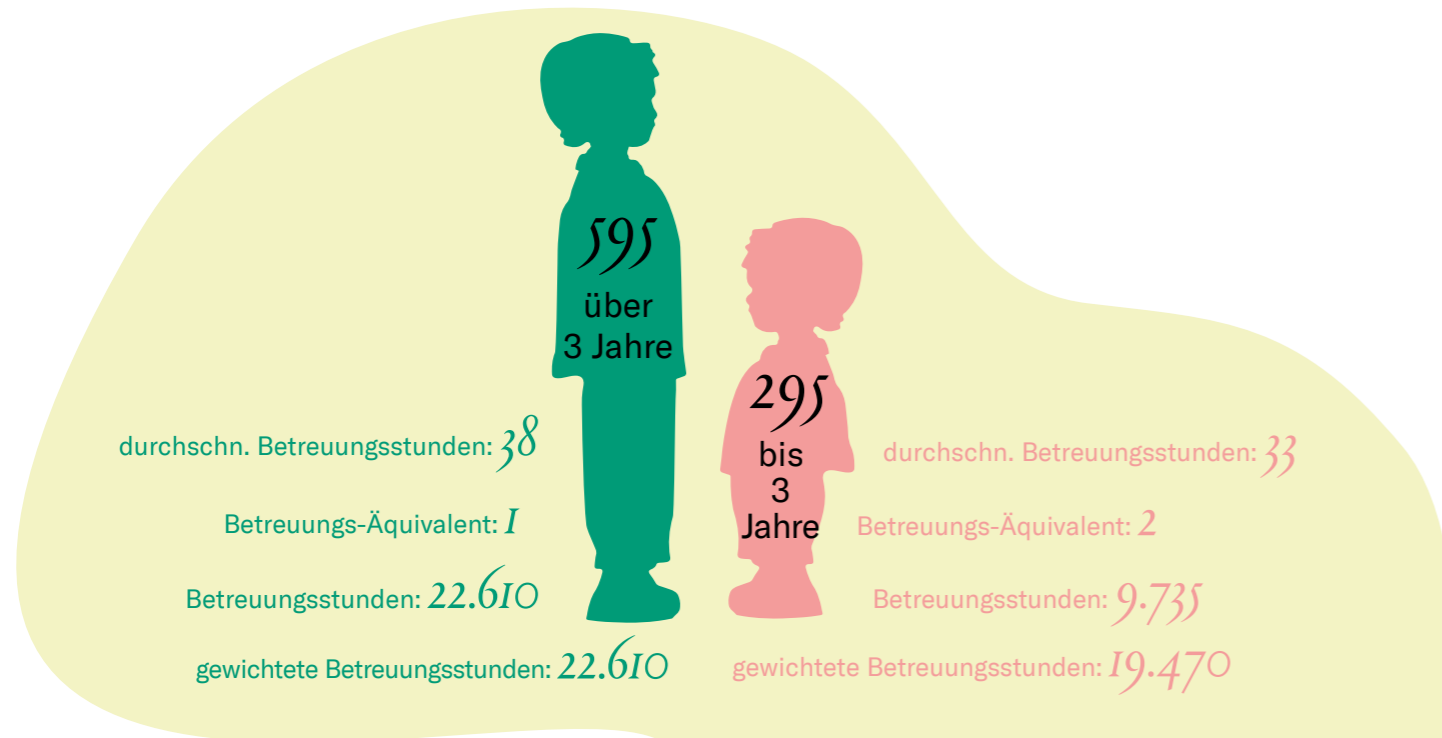 595
über
3 Jahre
durchschn. Betreuungsstunden: 38
Betreuungs-Äquivalent: 1
Betreuungsstunden: 22.610
gewichtete Betreuungsstunden: 22.610
295
bis
3
Jahre
durchschn. Betreuungsstunden: 33
Betreuungs-Äquivalent: 2
Betreuungsstunden: 9.735
gewichtete Betreuungsstunden: 19.470